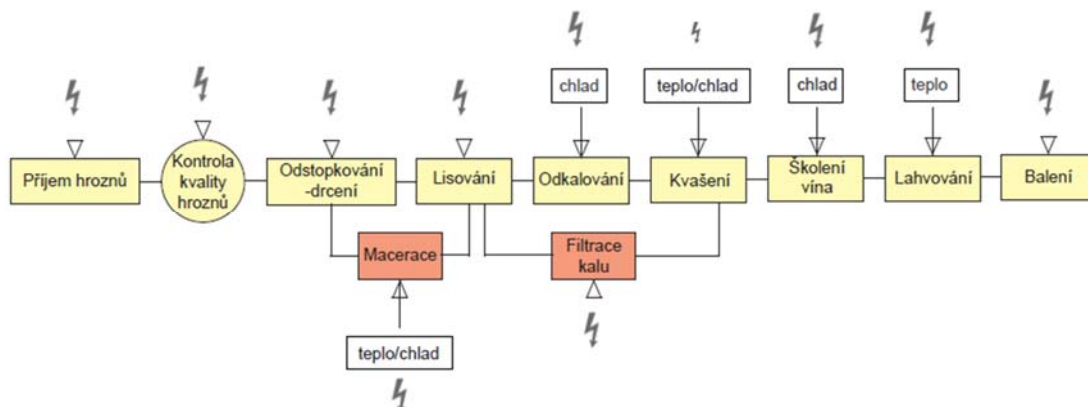 chlad
teplo/chlad
chlad
teplo
Příjem hroznů
Kontrola
kvality
hroznů
Odstopkování
-drcení
Lisování
Odkalování
Kvašení
Školení
vína
Lahvování
Balení
Macerace
Filtrace
kalu
teplo/chlad